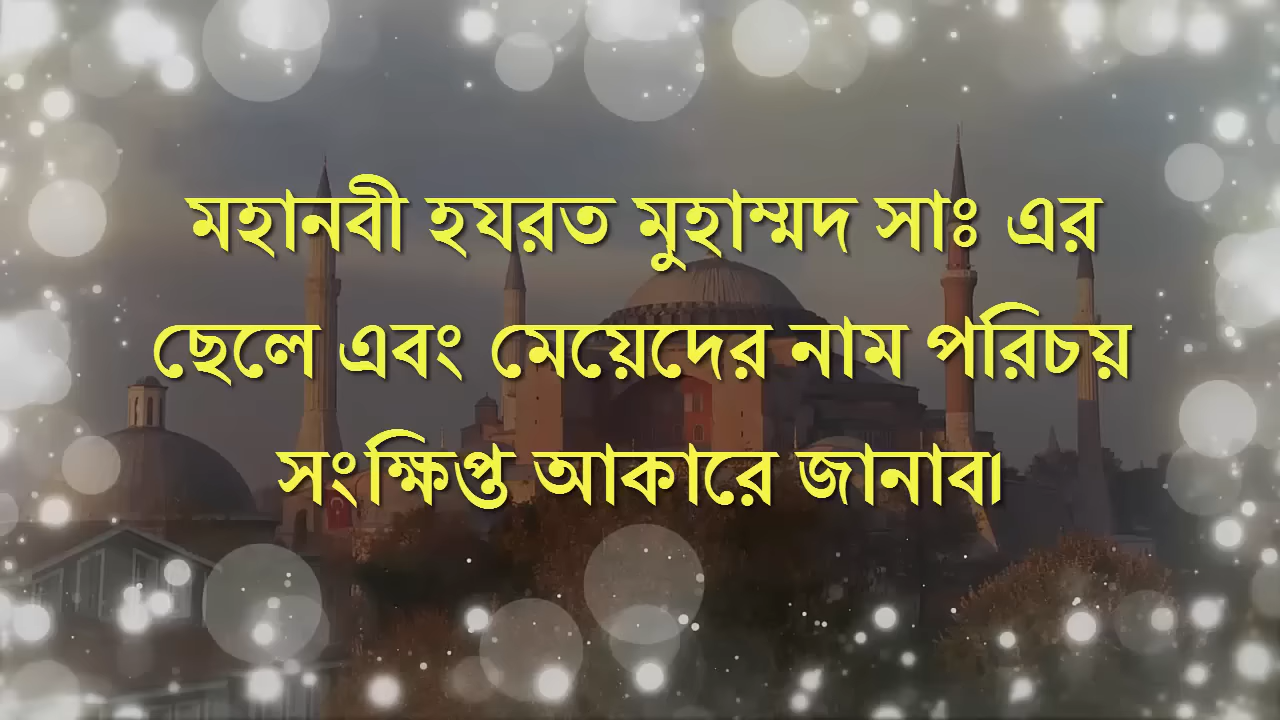 মহানবী হযরত মুহাম্মদ সাঃ এর
ছেলে এবং মেয়েদের নাম পরিচয়
সংক্ষিপ্ত আকারে জানাব।